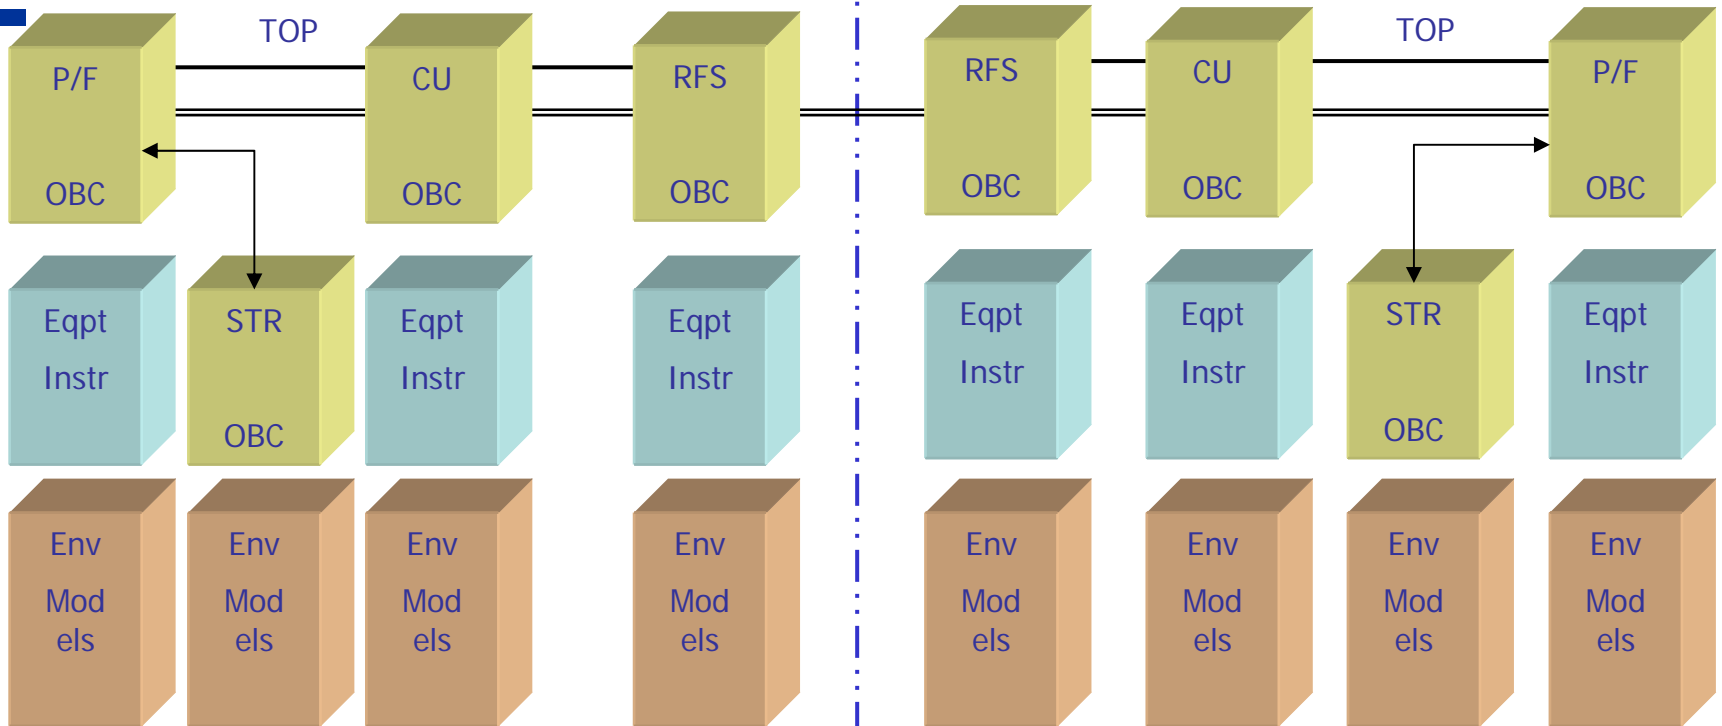 TOP
TOP
P/F
CU
RFS
RFS
CU
P/F
OBC
OBC
OBC
OBC
OBC
OBC
Eqpt
STR
Eqpt
Eqpt
Eqpt
Eqpt
STR
Eqpt
Instr
Instr
Instr
Instr
Instr
Instr
OBC
OBC
Env
Env
Env
Env
Env
Env
Env
Env
Mod
Mod
Mod
Mod
Mod
Mod
Mod
Mod
els
els
els
els
els
els
els
els